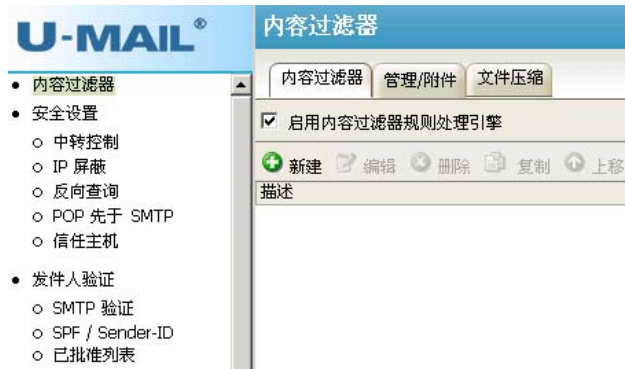 U-MAIL®
内容过滤器
安全设置
中转控制
IP 屏蔽
反向查询
POP 先于 SMTP
信任主机
发件人验证
SMTP 验证
SPF / Sender-ID
已批准列表
内容过滤器
内容过滤器 管理/附件 文件压缩
启用内容过滤器规则处理引擎
新建 编辑 删除 复制 上移
描述